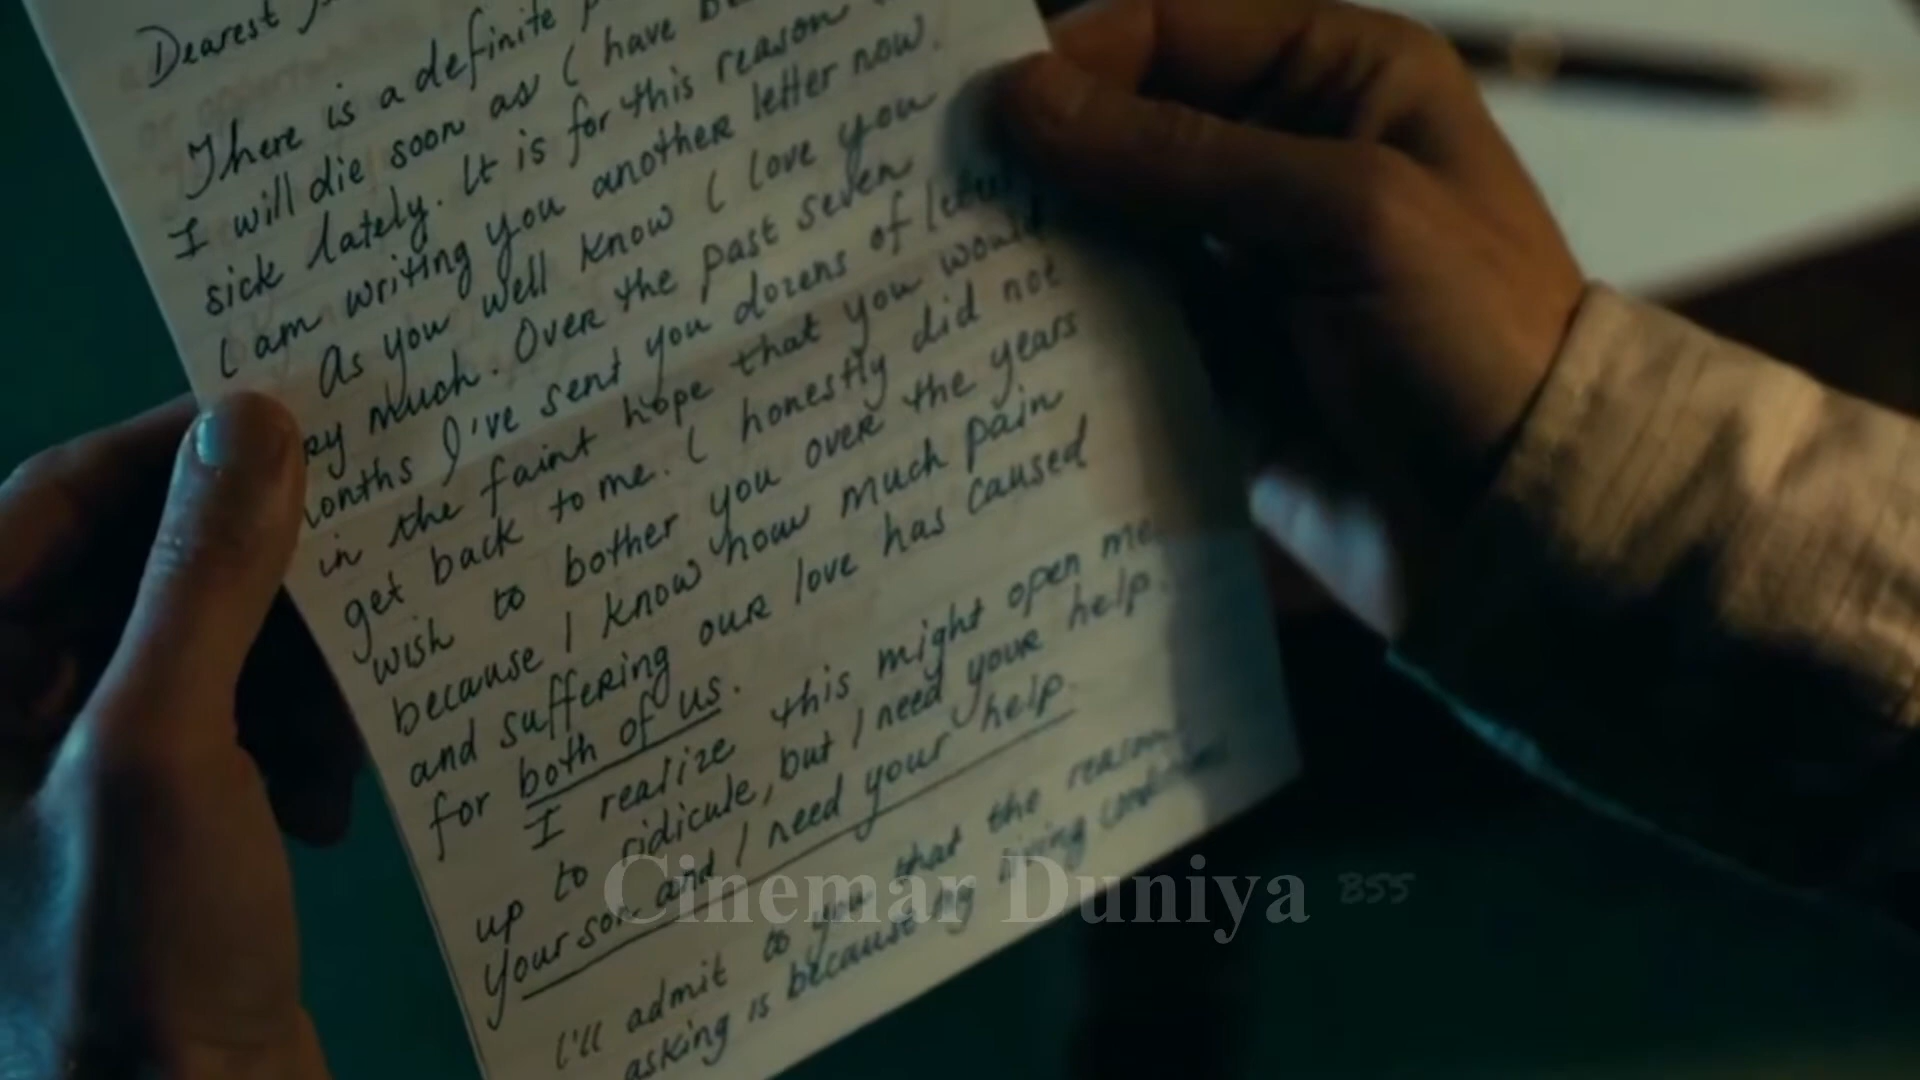 Dearest
There is a definite
I will die soon as I have
sick lately. It is for this reason
I am writing you another letter now.
As you well know I love you
ry much. Over the past seven
onths I've sent you dozens of
in the faint hope that you would
get back to me. I honestly did not
wish to bother you over the years
because I know how much pain
and suffering our love has caused
for both of us.
I realize this might open me
up to ridicule, but I need your help.
Your son and I need your help.
I'll admit to you that the reason
asking is because living
Cinemar Duniya
BSS